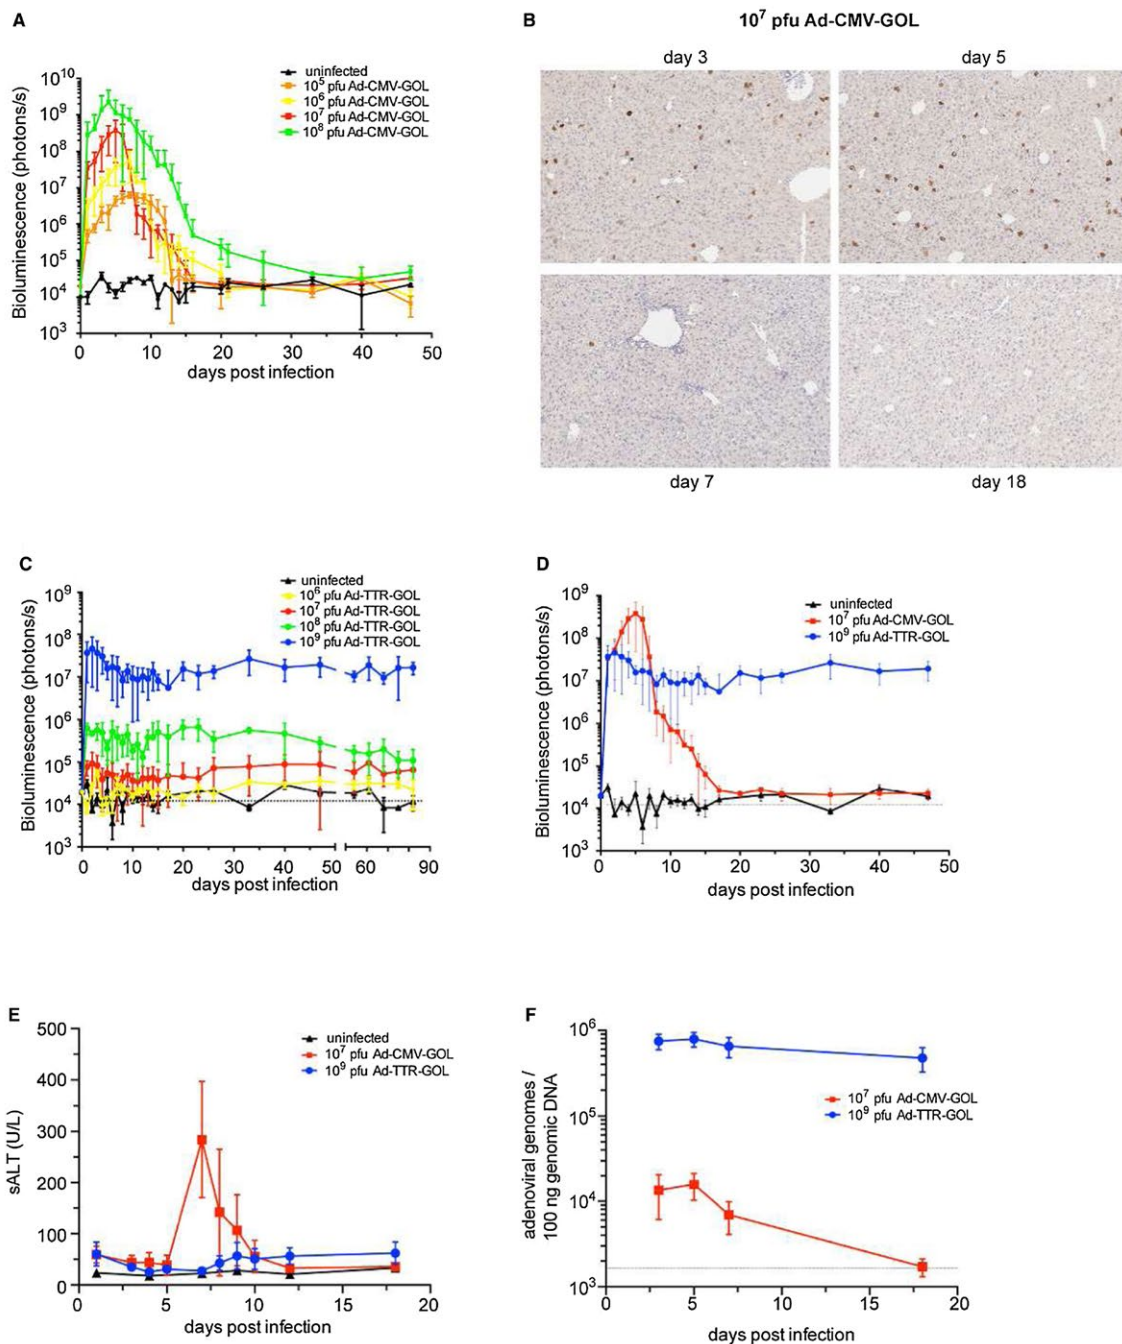 A
Bioluminescence (photons/s)
10¹⁰
10⁹
10⁸
10⁷
10⁶
10⁵
10⁴
10³
uninfected
10⁵ pfu Ad-CMV-GOL
10⁶ pfu Ad-CMV-GOL
10⁷ pfu Ad-CMV-GOL
10⁸ pfu Ad-CMV-GOL
0 10 20 30 40 50
days post infection
B
10⁷ pfu Ad-CMV-GOL
day 3 day 5
day 7 day 18
C
Bioluminescence (photons/s)
10⁹
10⁸
10⁷
10⁶
10⁵
10⁴
10³
uninfected
10⁶ pfu Ad-TTR-GOL
10⁷ pfu Ad-TTR-GOL
10⁸ pfu Ad-TTR-GOL
10⁹ pfu Ad-TTR-GOL
0 10 20 30 40 50 60 90
days post infection
D
Bioluminescence (photons/s)
10⁹
10⁸
10⁷
10⁶
10⁵
10⁴
10³
uninfected
10⁷ pfu Ad-CMV-GOL
10⁹ pfu Ad-TTR-GOL
0 10 20 30 40 50
days post infection
E
sALT (U/L)
500
400
300
200
100
0
uninfected
10⁷ pfu Ad-CMV-GOL
10⁹ pfu Ad-TTR-GOL
0 5 10 15 20
days post infection
F
adenoviral genomes /
100 ng genomic DNA
10⁶
10⁵
10⁴
10³
10⁷ pfu Ad-CMV-GOL
10⁹ pfu Ad-TTR-GOL
0 5 10 15 20
days post infection